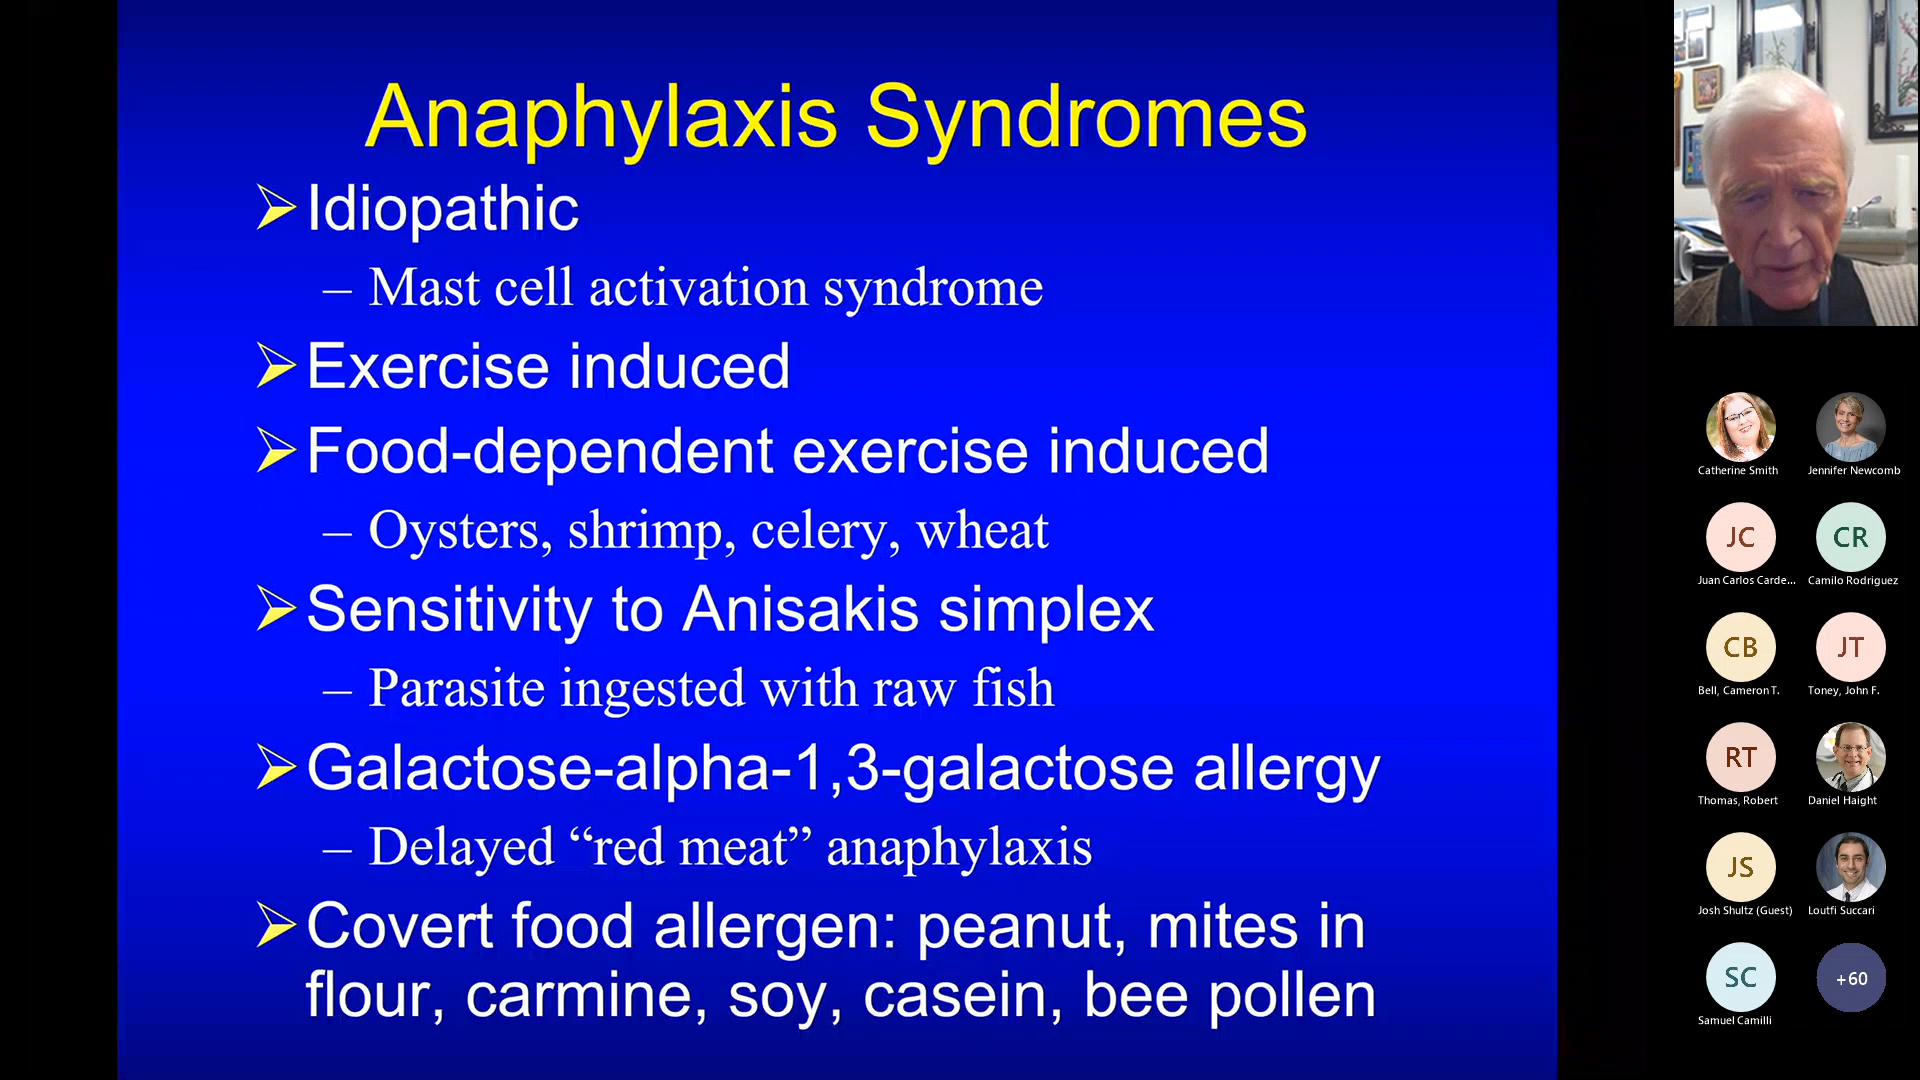 Anaphylaxis Syndromes
Idiopathic
– Mast cell activation syndrome
Exercise induced
Food-dependent exercise induced
– Oysters, shrimp, celery, wheat
Sensitivity to Anisakis simplex
– Parasite ingested with raw fish
Galactose-alpha-1,3-galactose allergy
– Delayed “red meat” anaphylaxis
Covert food allergen: peanut, mites in
flour, carmine, soy, casein, bee pollen
Catherine Smith
Jennifer Newcomb
JC
CR
Juan Carlos Carde...
Camilo Rodriguez
CB
JT
Bell, Cameron T.
Toney, John F.
RT
Thomas, Robert
Daniel Haight
JS
Josh Shultz (Guest)
Loutfi Succari
SC
+60
Samuel Camilli